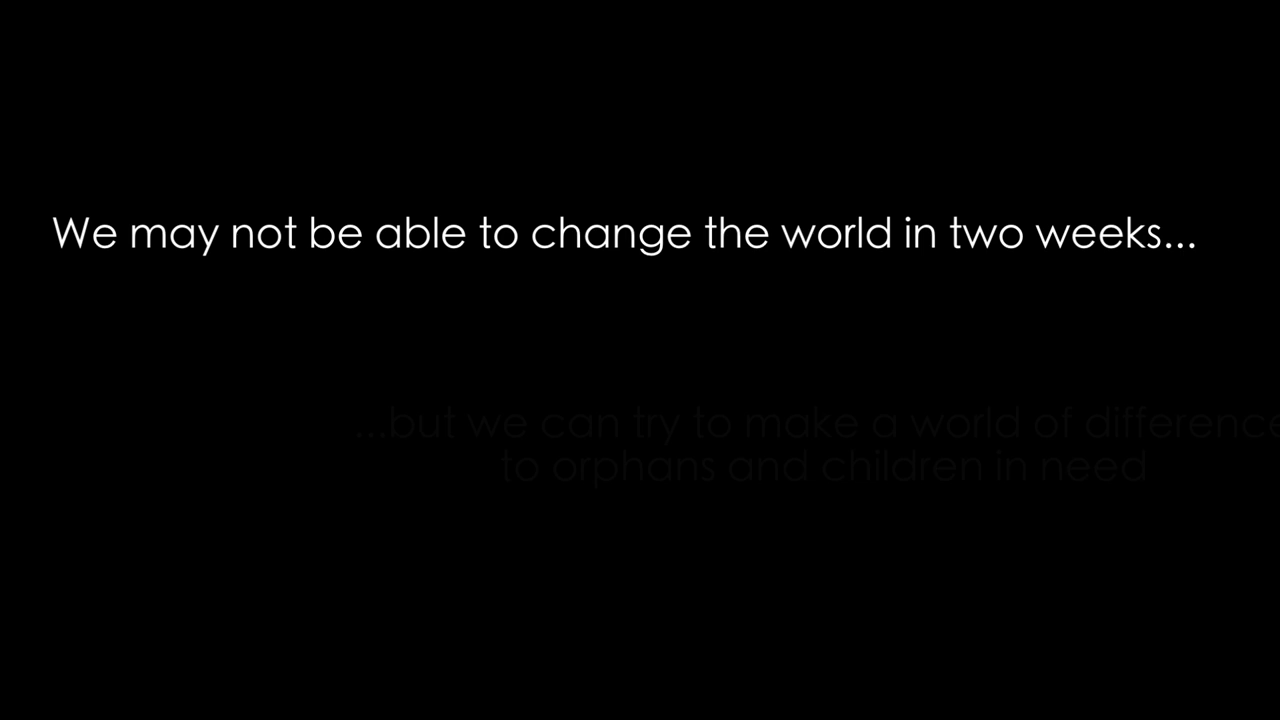 We may not be able to change the world in two weeks...
...but we can try to make a world of difference
to orphans and children in need